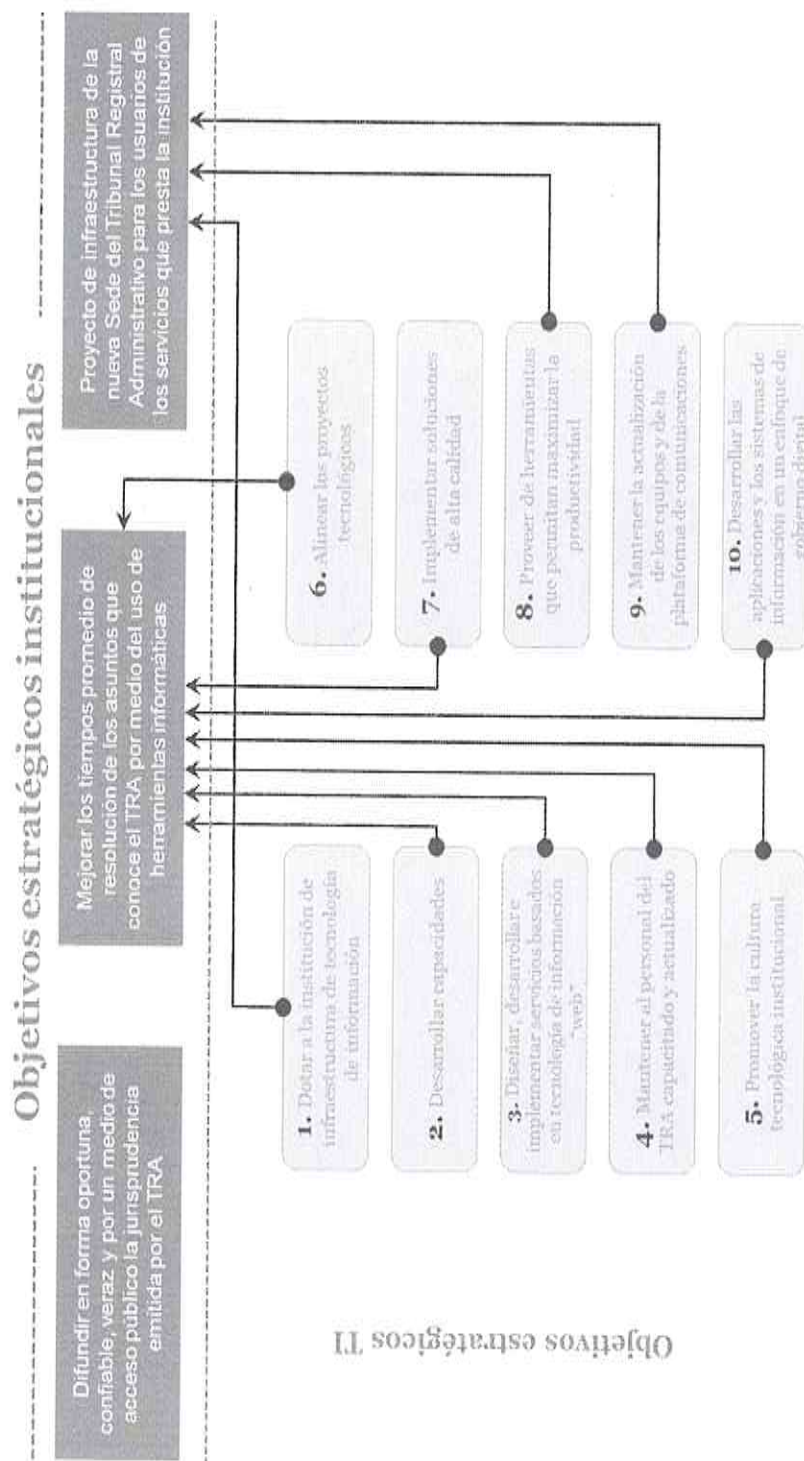 Objetivos estratégicos institucionales
Difundir en forma oportuna,
confiable, veraz y por un medio de
acceso público la jurisprudencia
emitida por el TRA
Mejorar los tiempos promedio de
resolución de los asuntos que
conoce el TRA por medio del uso de
herramientas informáticas
Proyecto de infraestructura de la
nueva Sede del Tribunal Registral
Administrativo para los usuarios de
los servicios que presta la institución
Objetivos estratégicos TI
1. Dotar a la institución de
infraestructura de tecnología
de información
2. Desarrollar capacidades
3. Diseñar, desarrollar e
implementar servicios basados
en tecnología de información
"web"
4. Mantener al personal del
TRA capacitado y actualizado
5. Promover la cultura
tecnológica institucional
6. Alinear los proyectos
tecnológicos
7. Implementar soluciones
de alta calidad
8. Proveer de herramientas
que permitan maximizar la
productividad
9. Mantener la actualización
de los equipos y de la
plataforma de comunicaciones
10. Desarrollar las
aplicaciones y los sistemas de
información en un enfoque de
gobierno digital